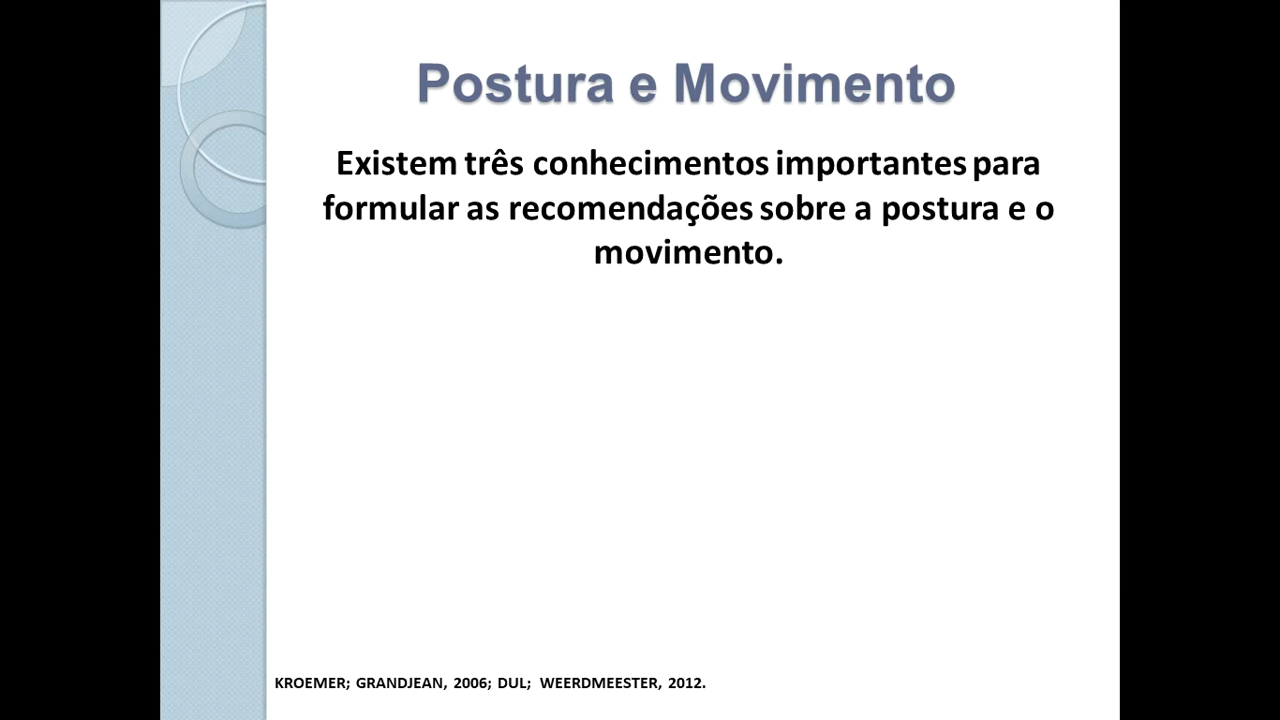 Postura e Movimento
Existem três conhecimentos importantes para
formular as recomendações sobre a postura e o
movimento.
KROEMER; GRANDJEAN, 2006; DUL; WEERDMEESTER, 2012.